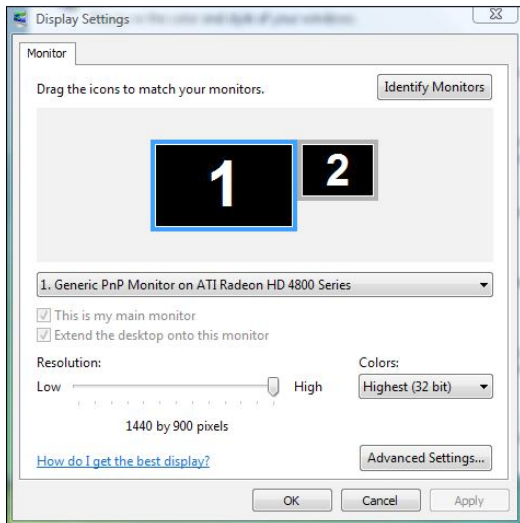 Display Settings
Monitor
Drag the icons to match your monitors.
Identify Monitors
1
2
1. Generic PnP Monitor on ATI Radeon HD 4800 Series
This is my main monitor
Extend the desktop onto this monitor
Resolution:
Colors:
Low
High
Highest (32 bit)
1440 by 900 pixels
How do I get the best display?
Advanced Settings...
OK
Cancel
Apply